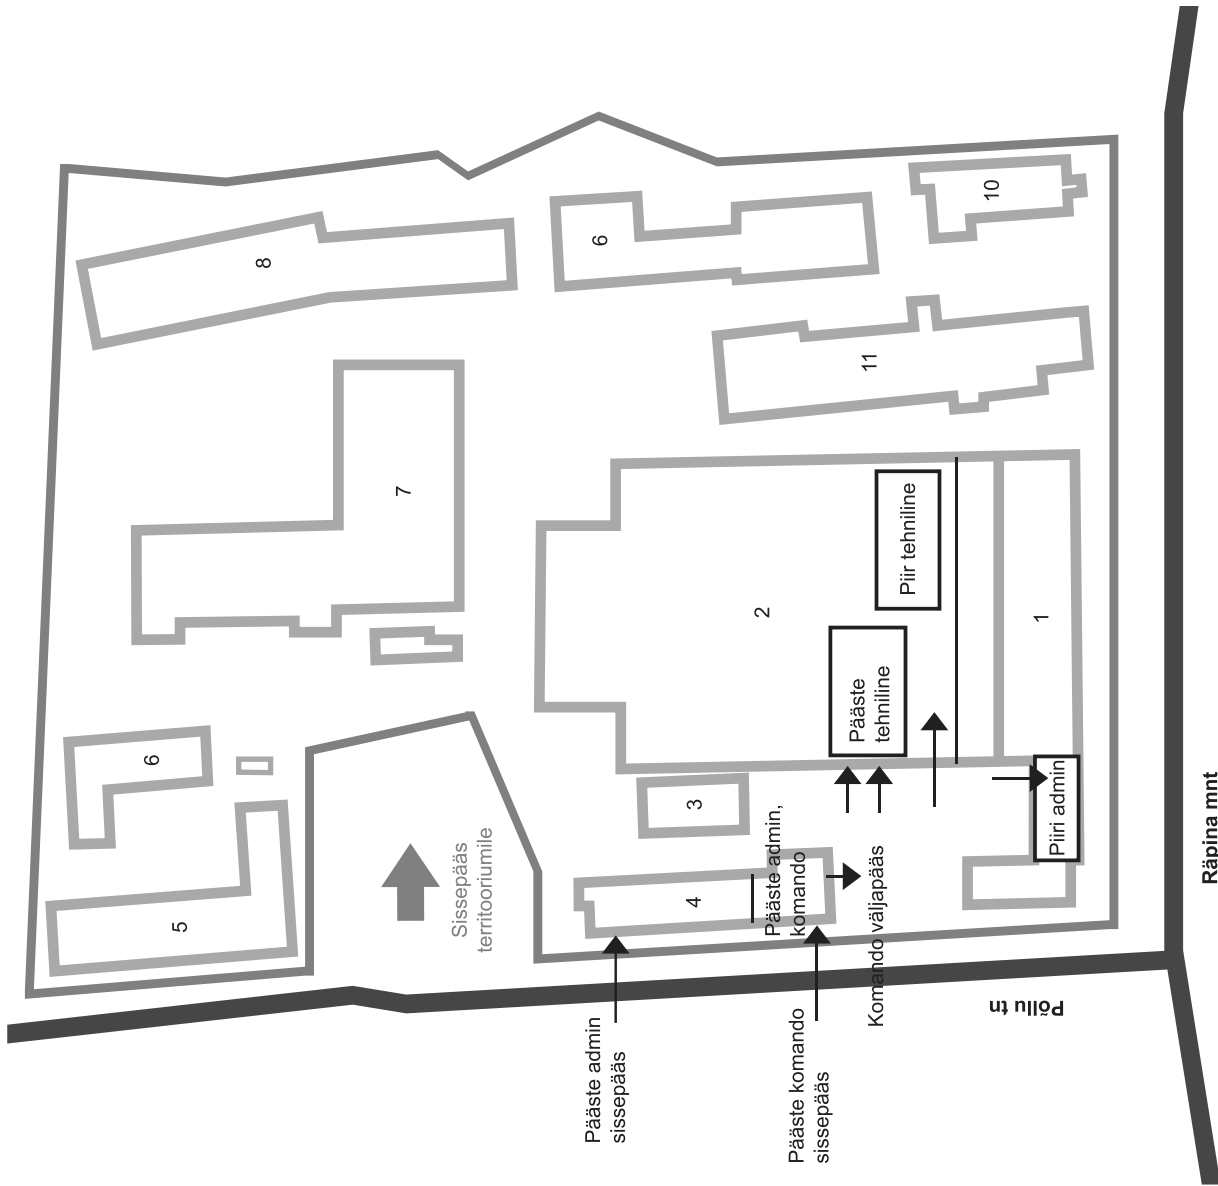 6
5
8
7
Sissepääs
territooriumile
6
Pääste admin
sissepääs
4
3
2
Pääste admin,
komando
Pääste komando
sissepääs
Pääste
tehniline
11
Komando väljapääs
Piir tehniline
10
Põllu tn
1
Piiri admin
Räpina mnt